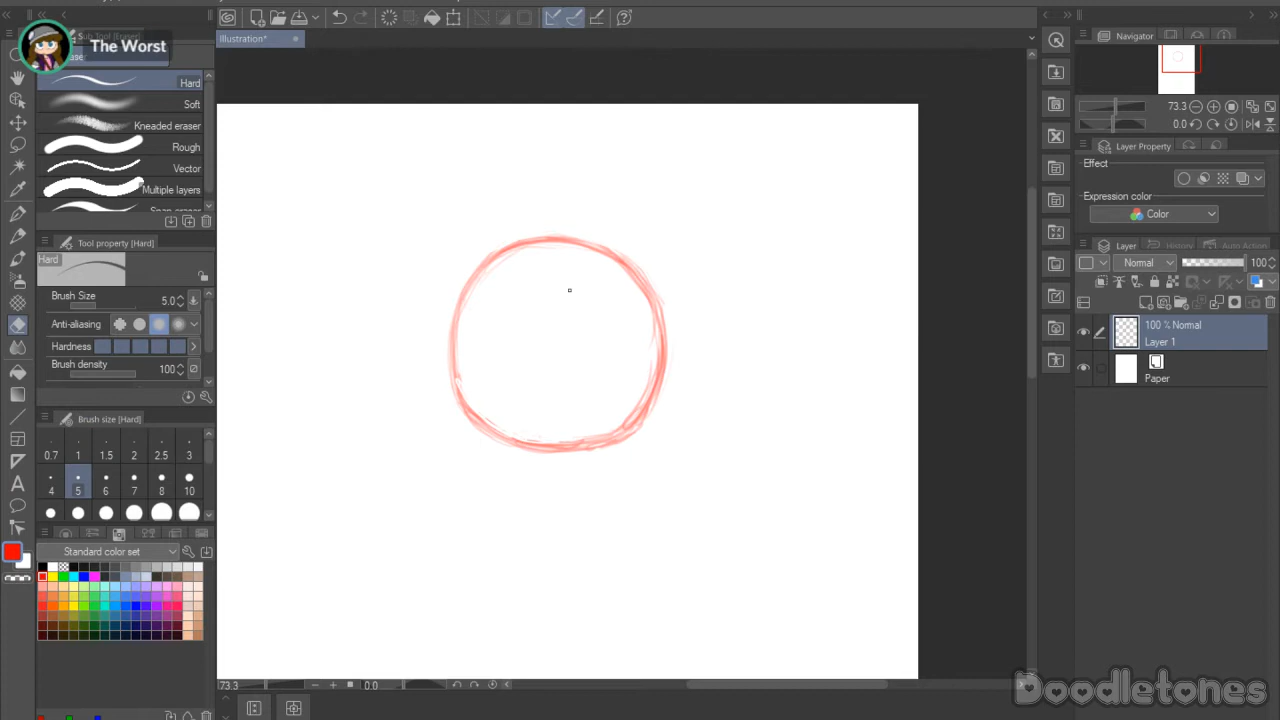 Sub Tool [Eraser]
The Worst
Illustration*
Navigator
Hard
Soft
Kneaded eraser
Rough
Vector
Multiple layers
73.3
0.0
Layer Property
Effect
Expression color
Color
Tool property [Hard]
Hard
Brush Size
5.0
Anti-aliasing
Hardness
Brush density
100
Layer
History
Auto Action
Normal
100
100 % Normal
Layer 1
Paper
Brush size [Hard]
0.7 1 1.5 2 2.5 3
4 5 6 7 8 10
Standard color set
73.3
0.0
Doodletones